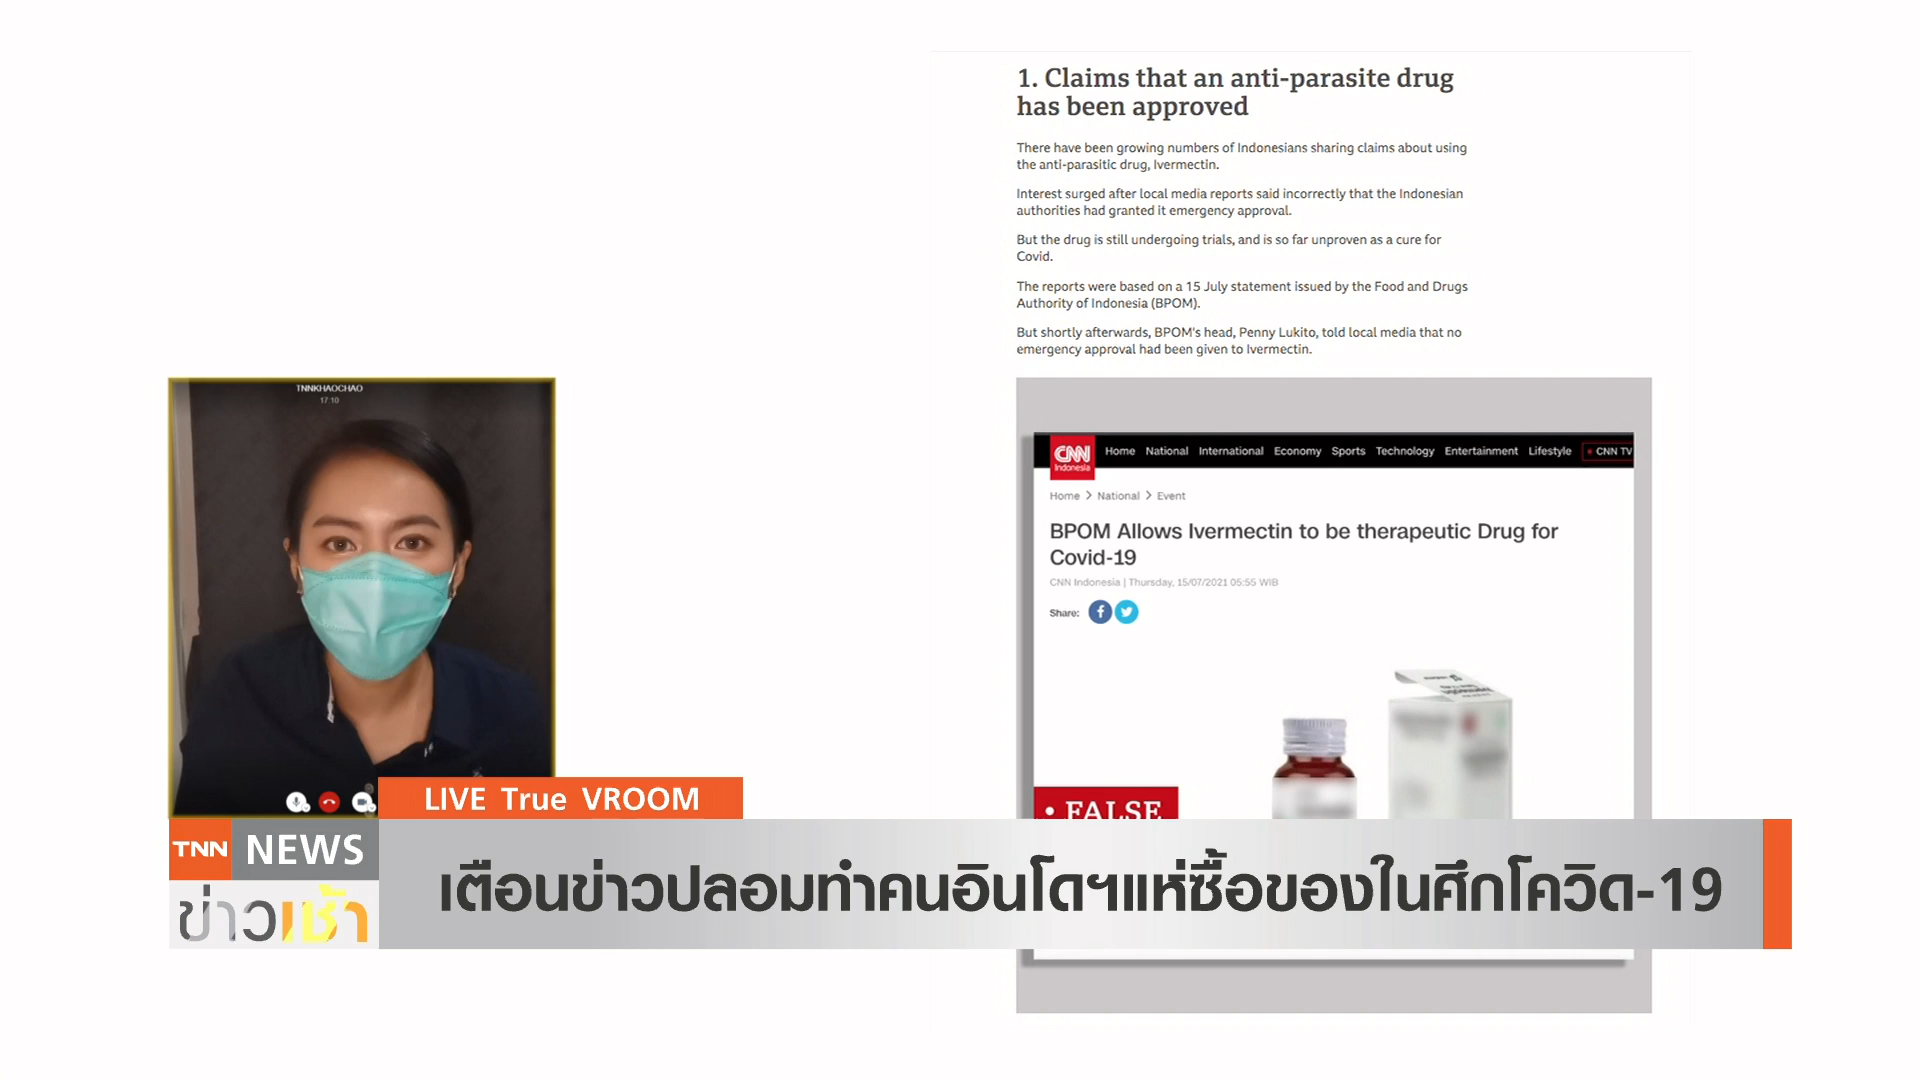 1. Claims that an anti-parasite drug
has been approved
There have been growing numbers of Indonesians sharing claims about using
the anti-parasitic drug, Ivermectin.
Interest surged after local media reports said incorrectly that the Indonesian
authorities had granted it emergency approval.
But the drug is still undergoing trials, and is so far unproven as a cure for
Covid.
The reports were based on a 15 July statement issued by the Food and Drugs
Authority of Indonesia (BPOM).
But shortly afterwards, BPOM's head, Penny Lukito, told local media that no
emergency approval had been given to Ivermectin.
TNNKHAOCHAO
17:10
CNN
Indonesia
Home National International Economy Sports Technology Entertainment Lifestyle • CNN TV
Home > National > Event
BPOM Allows Ivermectin to be therapeutic Drug for
Covid-19
CNN Indonesia | Thursday, 15/07/2021 05:55 WIB
Share:
• FALSE
LIVE True VROOM
TNN NEWS
ข่าวเช้า
เตือนข่าวปลอมทำคนอินโดฯแห่ซื้อของในศึกโควิด-19